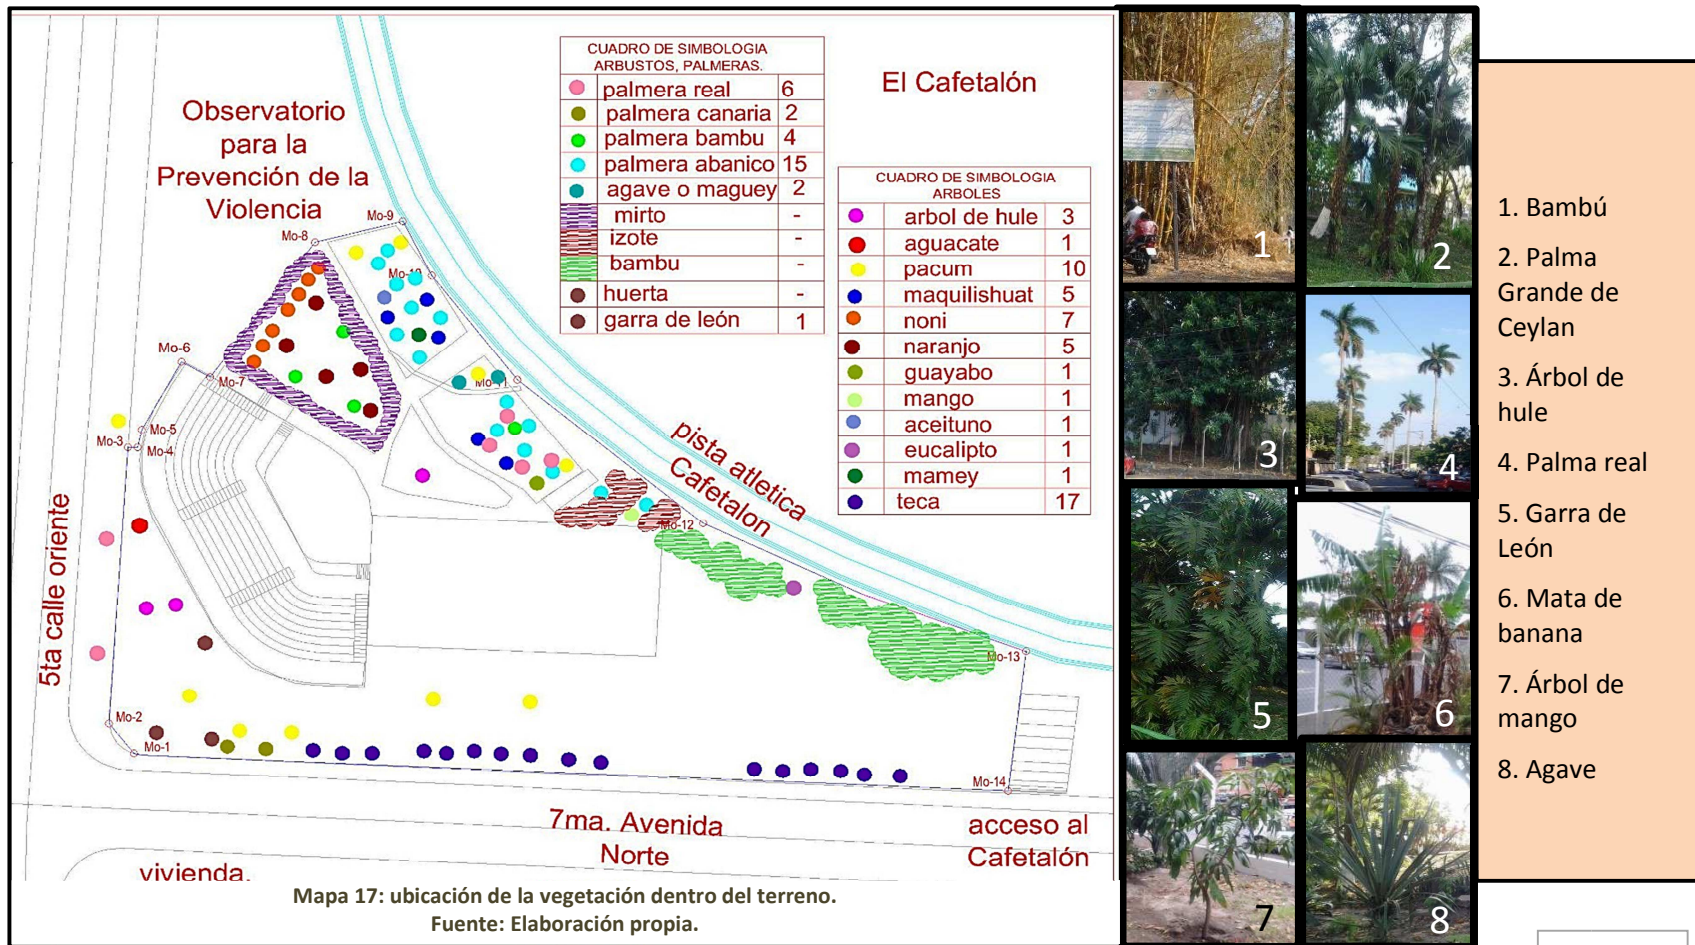 Observatorio
para la
Prevención de la
Violencia
El Cafetalón
CUADRO DE SIMBOLOGIA
ARBUSTOS, PALMERAS.
palmera real 6
palmera canaria 2
palmera bambu 4
palmera abanico 15
agave o maguey 2
mirto -
izote -
bambu -
huerta -
garra de león 1
CUADRO DE SIMBOLOGIA
ARBOLES
arbol de hule 3
aguacate 1
pacum 10
maquilishuat 5
noni 7
naranjo 5
guayabo 1
mango 1
aceituno 1
eucalipto 1
mamey 1
teca 17
Mo-9
Mo-8
Mo-10
Mo-6
Mo-7
Mo-11
Mo-5
Mo-3
Mo-4
Mo-12
Mo-13
Mo-2
Mo-1
Mo-14
pista atletica
Cafetalon
5ta calle oriente
7ma. Avenida
Norte
acceso al
Cafetalón
vivienda.
Mapa 17: ubicación de la vegetación dentro del terreno.
Fuente: Elaboración propia.
1
2
3
4
5
6
7
8
1. Bambú
2. Palma
Grande de
Ceylan
3. Árbol de
hule
4. Palma real
5. Garra de
León
6. Mata de
banana
7. Árbol de
mango
8. Agave